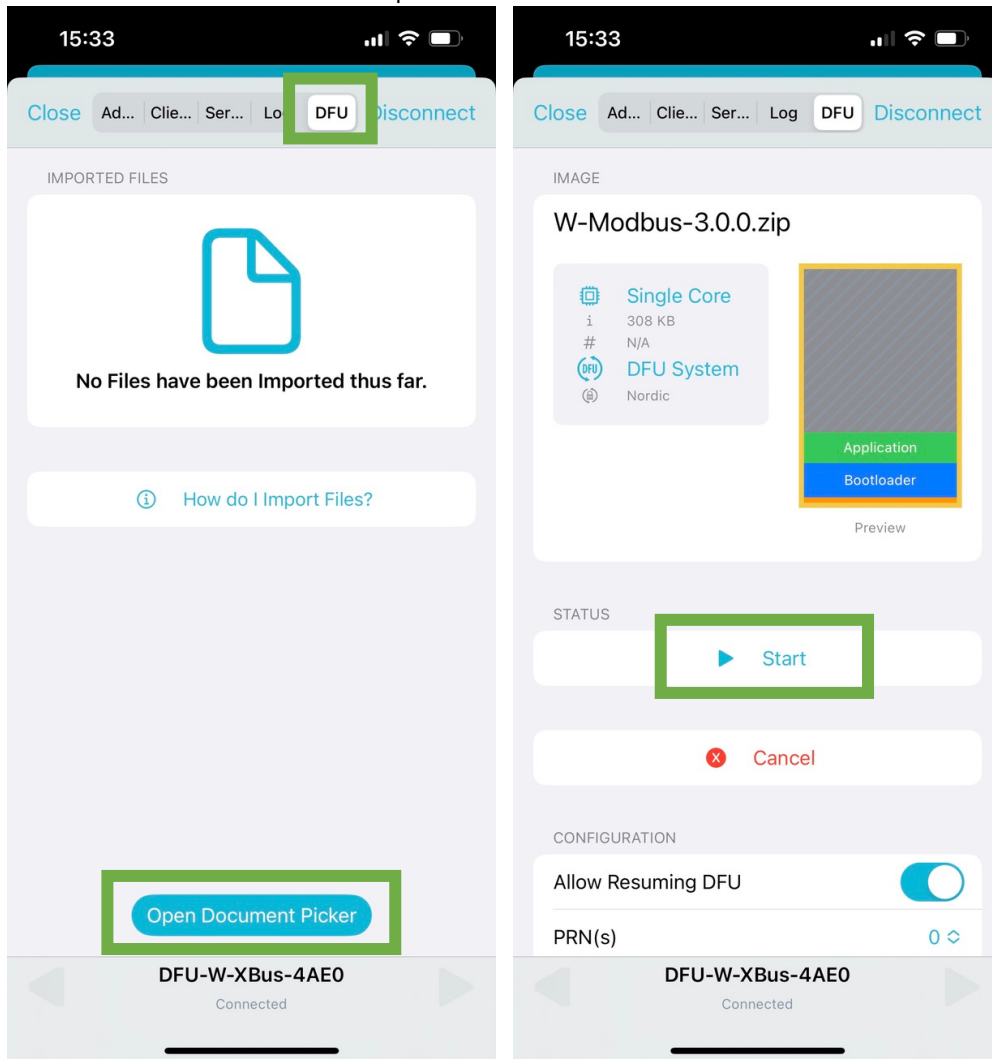 15:33
Close Ad... Clie... Ser... Lo DFU Disconnect
IMPORTED FILES
No Files have been Imported thus far.
How do I Import Files?
Open Document Picker
DFU-W-XBus-4AE0
Connected
15:33
Close Ad... Clie... Ser... Log DFU Disconnect
IMAGE
W-Modbus-3.0.0.zip
Single Core
i 308 KB
# N/A
DFU DFU System
Nordic
Application
Bootloader
Preview
STATUS
Start
Cancel
CONFIGURATION
Allow Resuming DFU
PRN(s) 0
DFU-W-XBus-4AE0
Connected